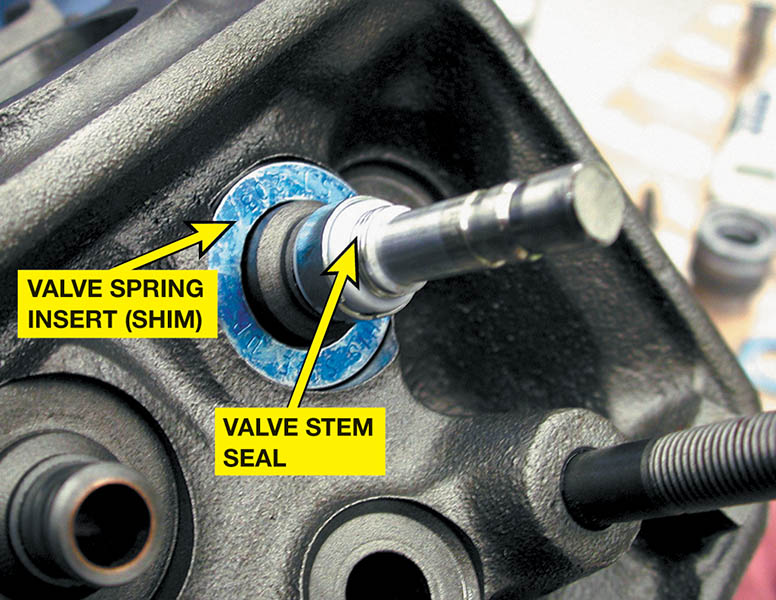 VALVE SPRING
INSERT (SHIM)
VALVE STEM
SEAL